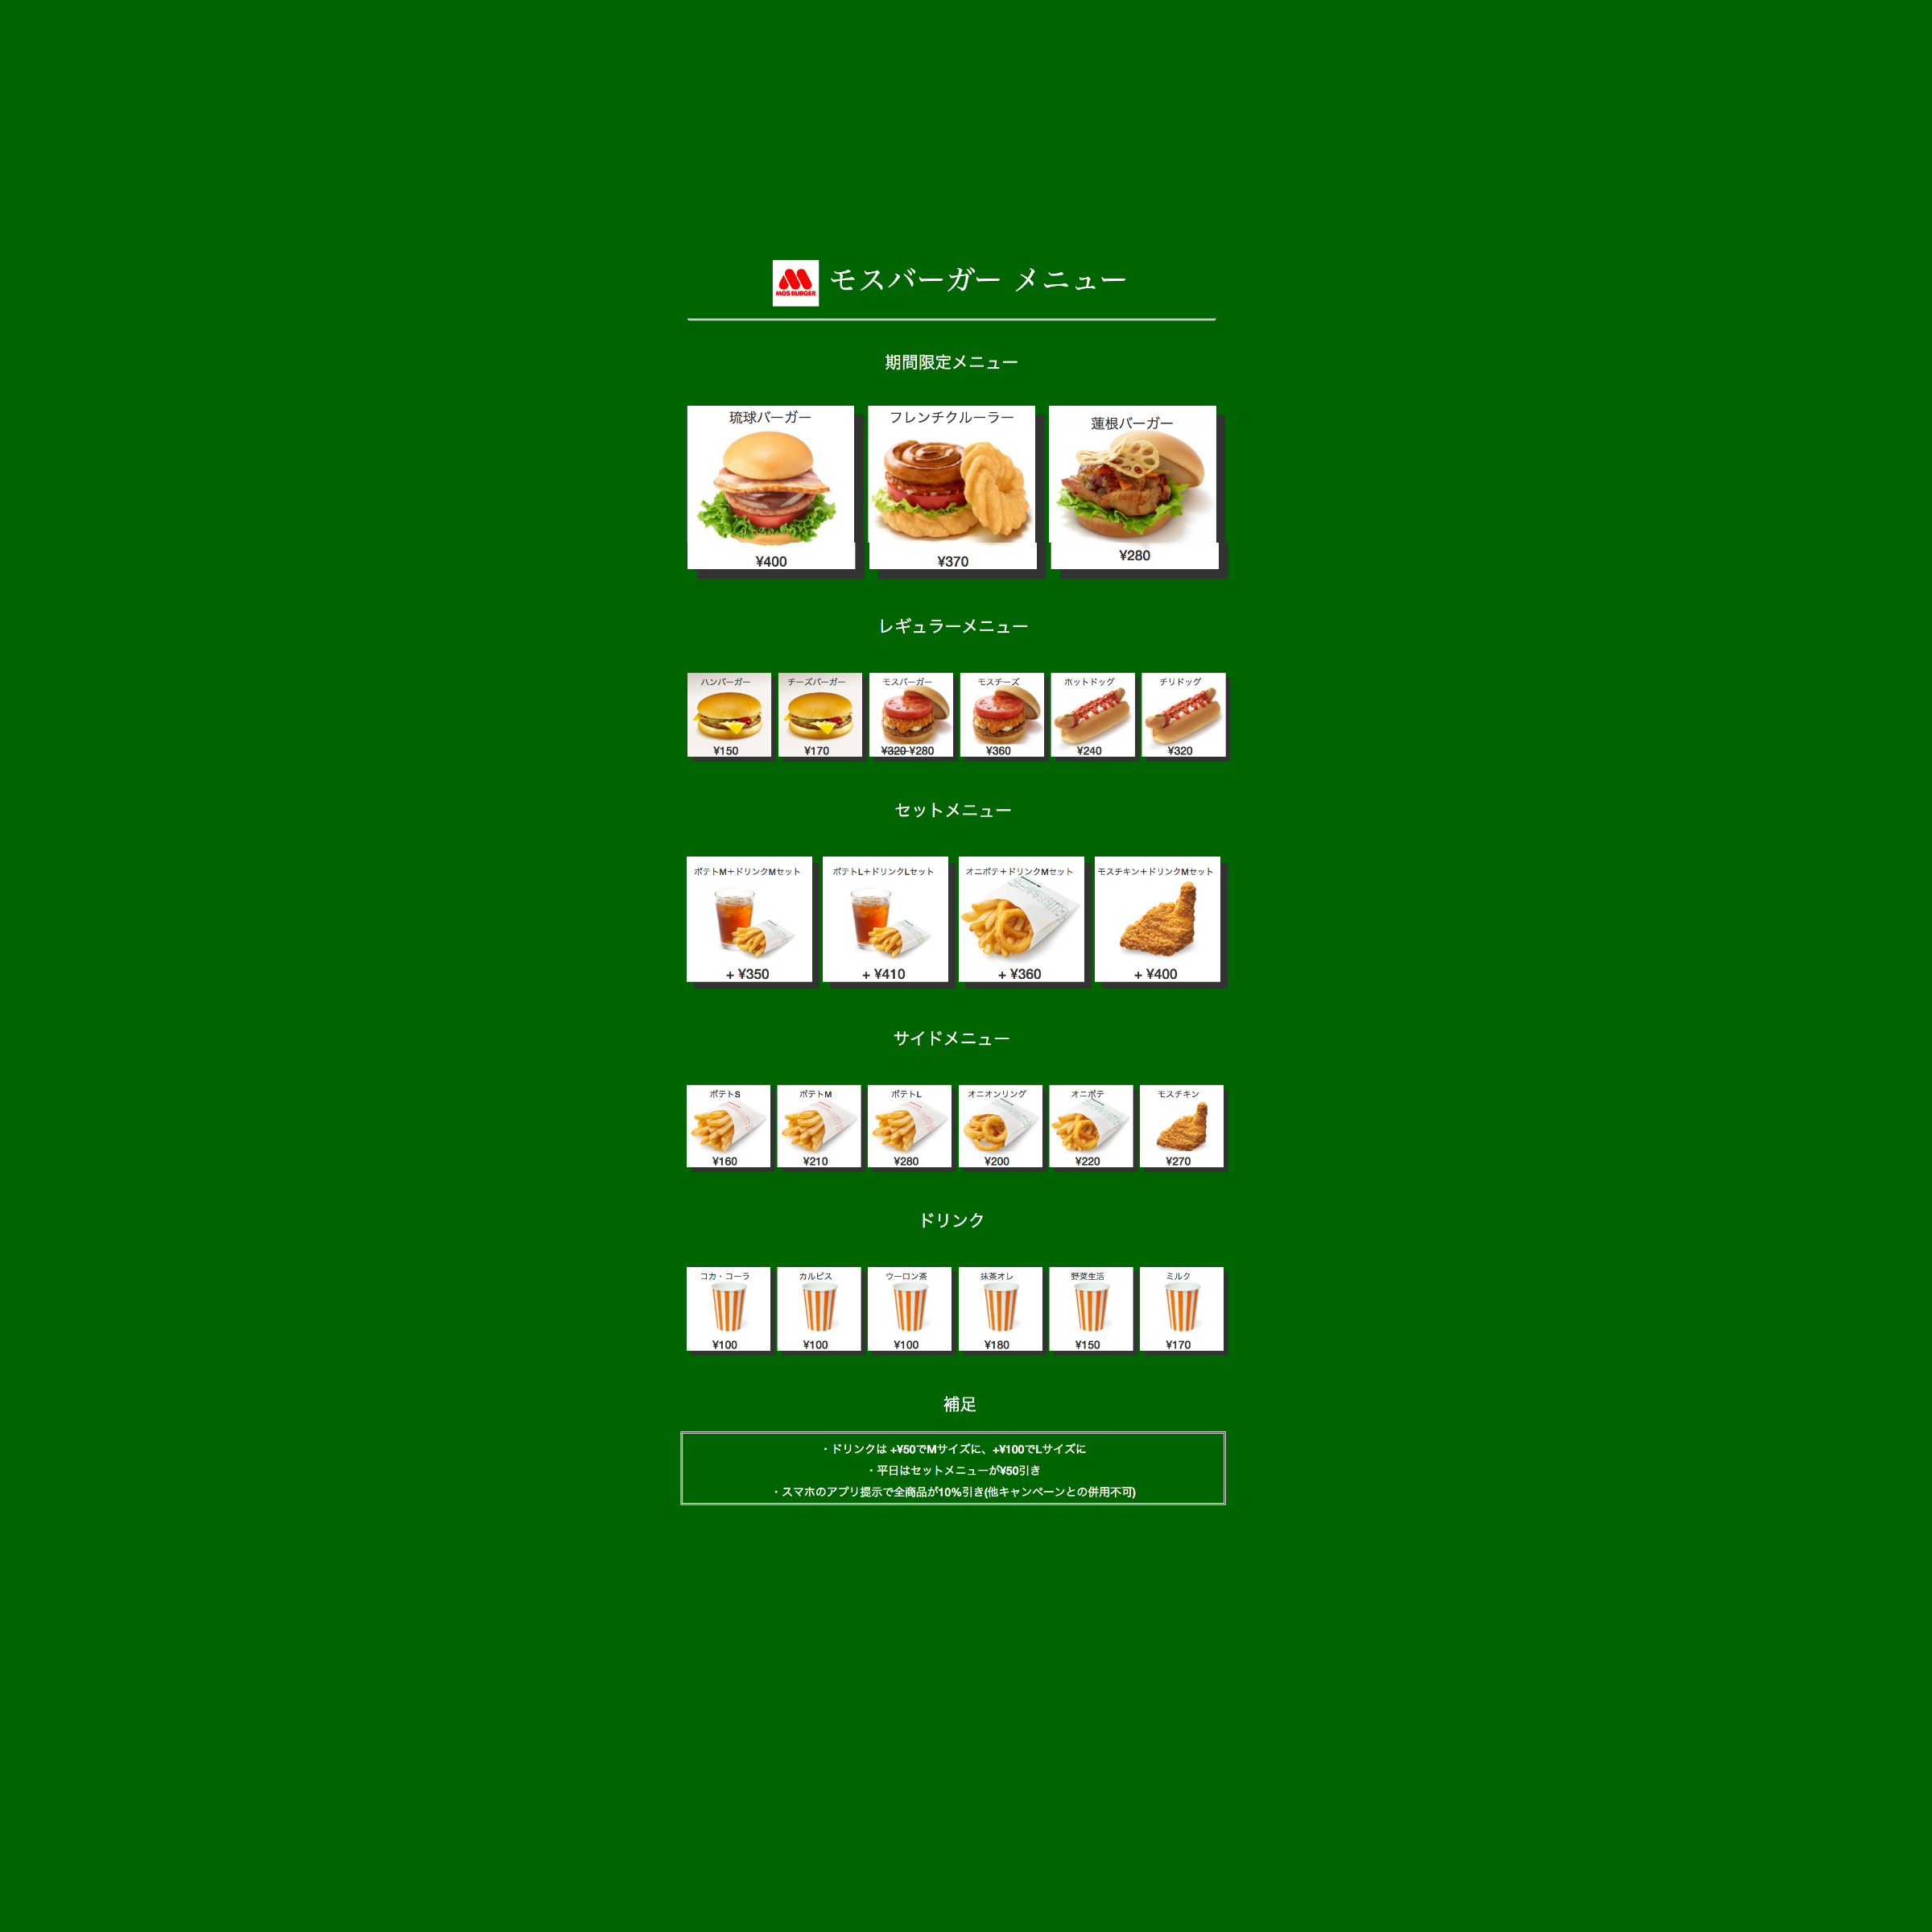 MOS BURGER
モスバーガー メニュー
期間限定メニュー
琉球バーガー
¥400
フレンチクルーラー
¥370
蓮根バーガー
¥280
レギュラーメニュー
ハンバーガー
¥150
チーズバーガー
¥170
モスバーガー
¥320 ¥280
モスチーズ
¥360
ホットドッグ
¥240
チリドッグ
¥320
セットメニュー
ポテトM＋ドリンクMセット
+ ¥350
ポテトL＋ドリンクLセット
+ ¥410
オニポテ＋ドリンクMセット
+ ¥360
モスチキン＋ドリンクMセット
+ ¥400
サイドメニュー
ポテトS
¥160
ポテトM
¥210
ポテトL
¥280
オニオンリング
¥200
オニポテ
¥220
モスチキン
¥270
ドリンク
コカ・コーラ
¥100
カルピス
¥100
ウーロン茶
¥100
抹茶オレ
¥180
野菜生活
¥150
ミルク
¥170
補足
・ドリンクは +¥50でMサイズに、+¥100でLサイズに
・平日はセットメニューが¥50引き
・スマホのアプリ提示で全商品が10%引き(他キャンペーンとの併用不可)